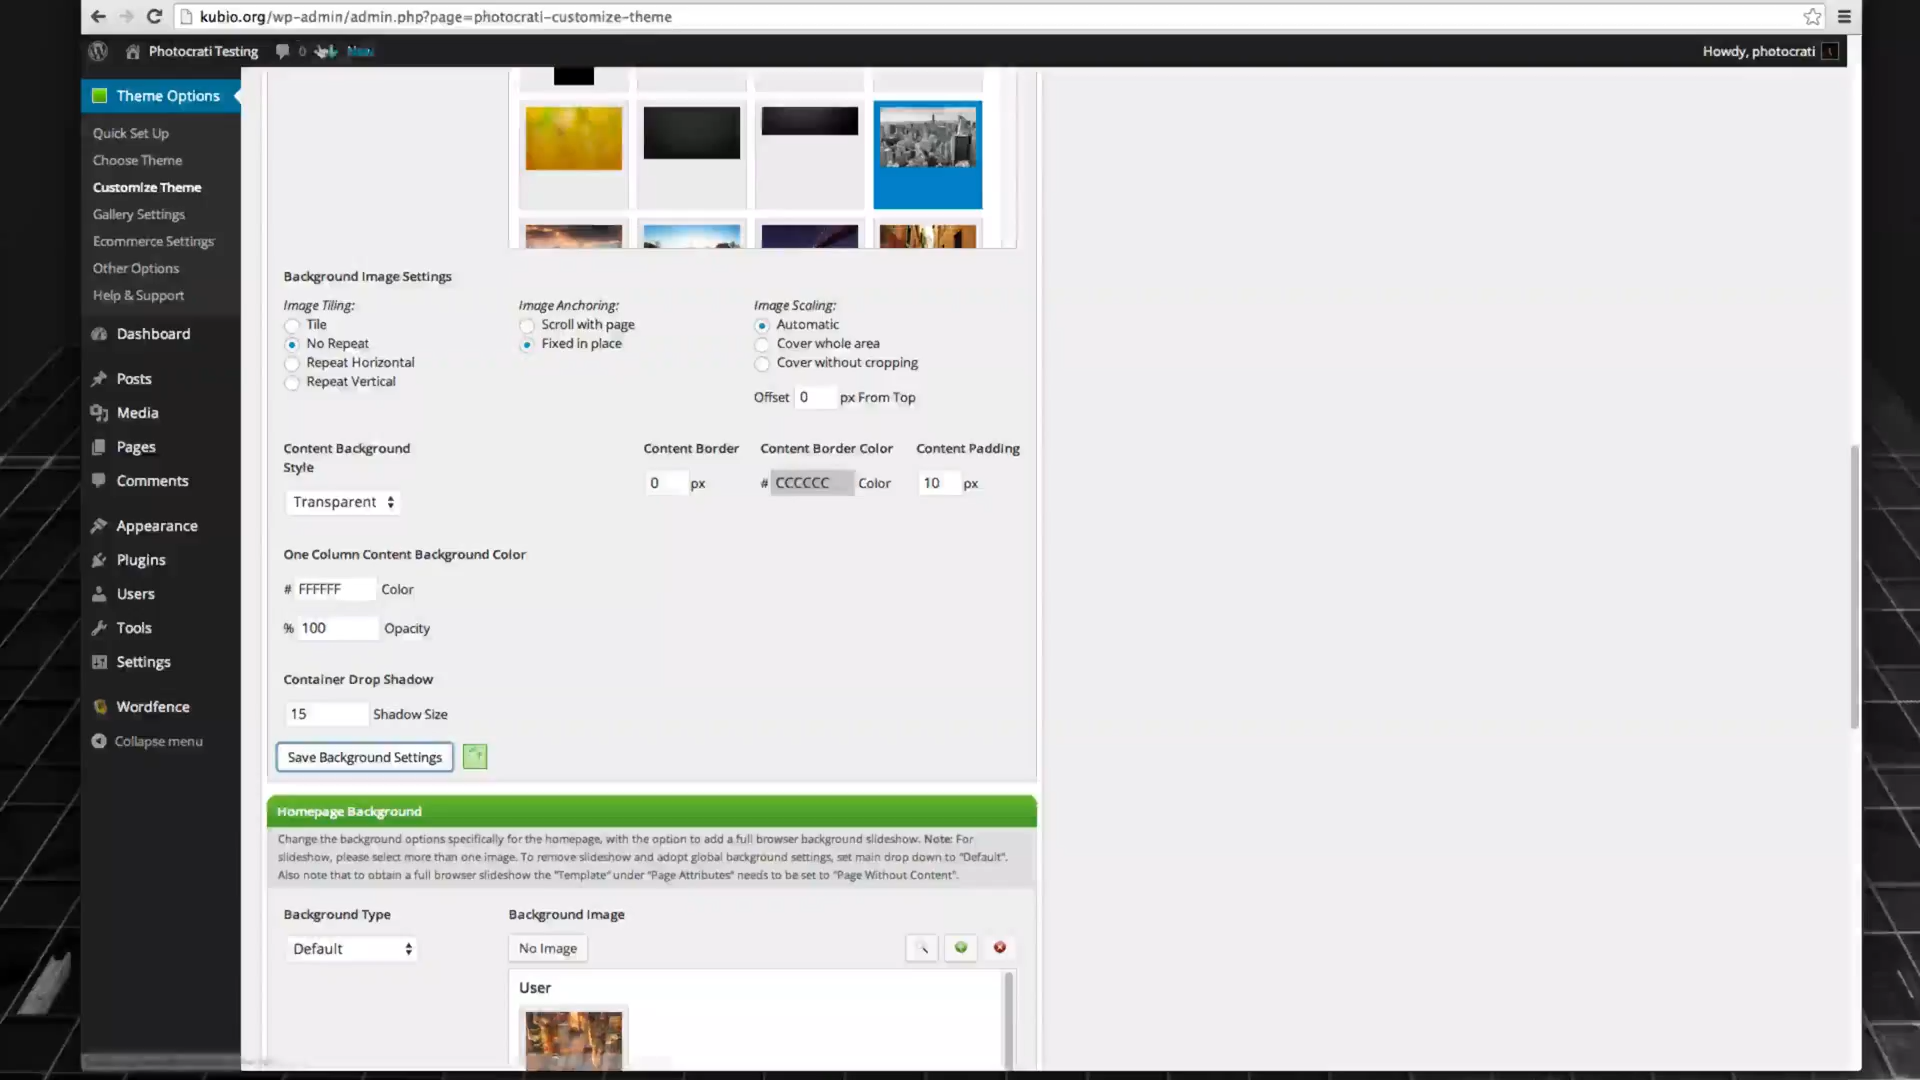 kubio.org/wp-admin/admin.php?page=photocrati-customize-theme
Photocrati Testing
0
New
Howdy, photocrati
Theme Options
Quick Set Up
Choose Theme
Customize Theme
Gallery Settings
Ecommerce Settings
Other Options
Help & Support
Dashboard
Posts
Media
Pages
Comments
Appearance
Plugins
Users
Tools
Settings
Wordfence
Collapse menu
Background Image Settings
Image Tiling:
Tile
No Repeat
Repeat Horizontal
Repeat Vertical
Image Anchoring:
Scroll with page
Fixed in place
Image Scaling:
Automatic
Cover whole area
Cover without cropping
Offset 0 px From Top
Content Background
Style
Transparent
Content Border
0 px
Content Border Color
# CCCCCC Color
Content Padding
10 px
One Column Content Background Color
# FFFFFF Color
% 100 Opacity
Container Drop Shadow
15 Shadow Size
Save Background Settings
Homepage Background
Change the background options specifically for the homepage, with the option to add a full browser background slideshow. Note: For
slideshow, please select more than one image. To remove slideshow and adopt global background settings, set main drop down to "Default".
Also note that to obtain a full browser slideshow the "Template" under "Page Attributes" needs to be set to "Page Without Content".
Background Type
Default
Background Image
No Image
User